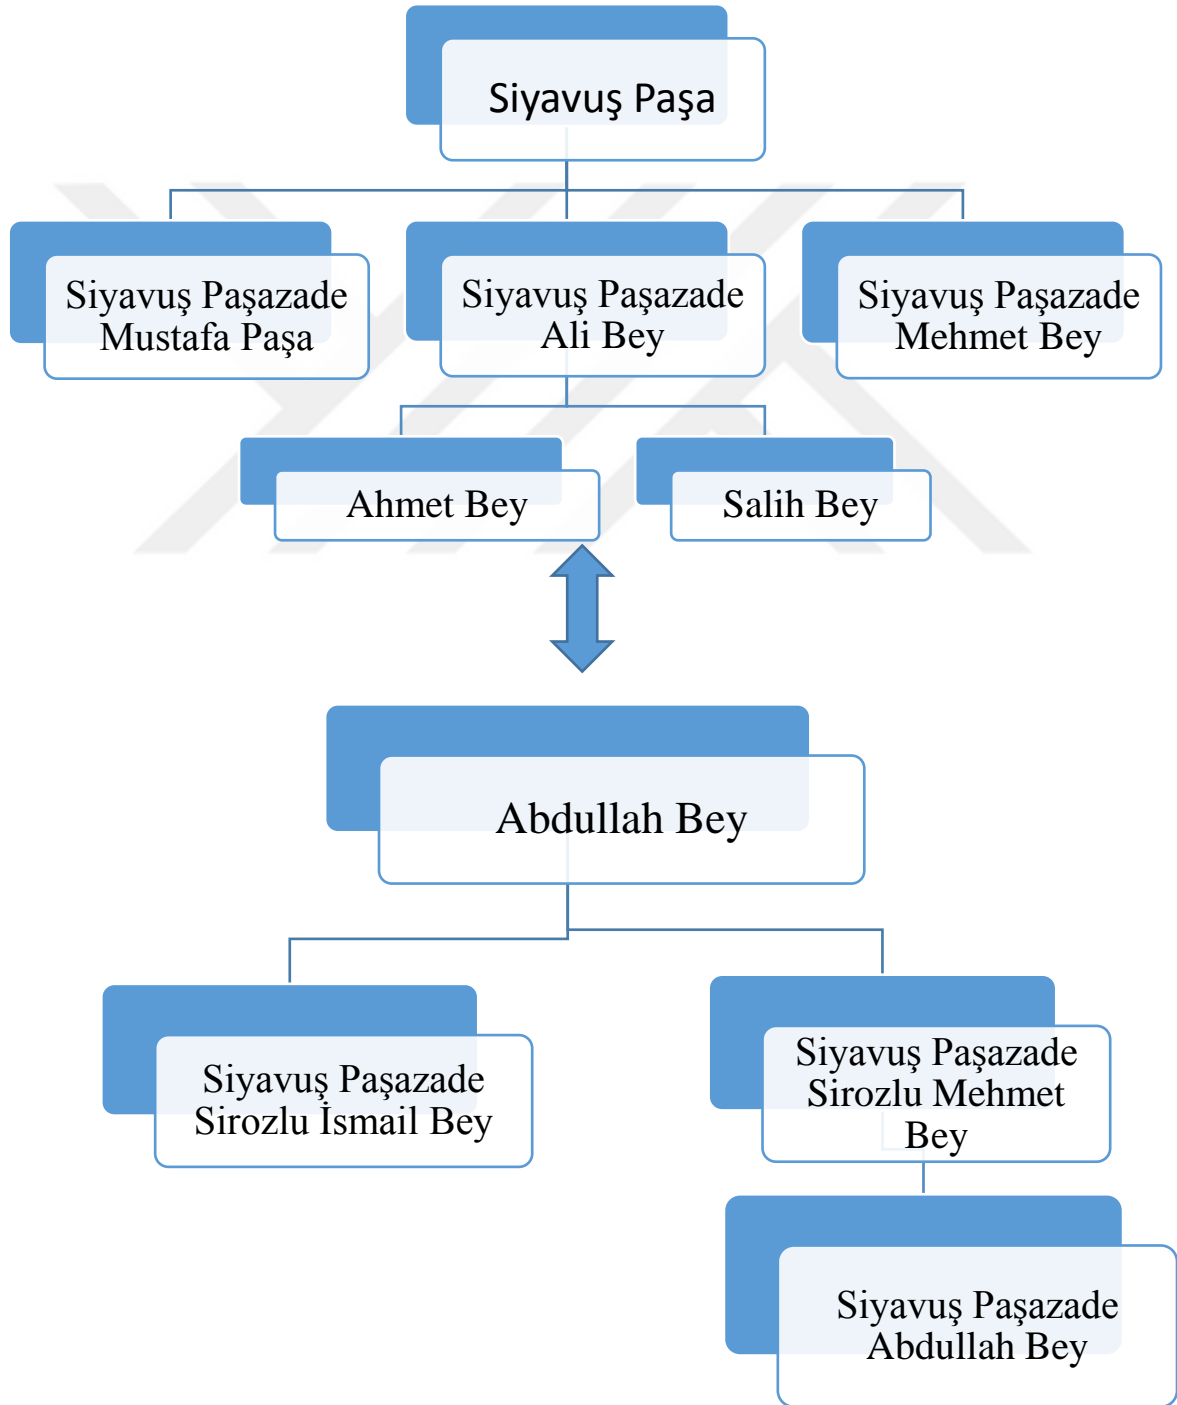 Siyavuş Paşa
Siyavuş Paşazade
Mustafa Paşa
Siyavuş Paşazade
Ali Bey
Siyavuş Paşazade
Mehmet Bey
Ahmet Bey
Salih Bey
Abdullah Bey
Siyavuş Paşazade
Sirozlu İsmail Bey
Siyavuş Paşazade
Sirozlu Mehmet
Bey
Siyavuş Paşazade
Abdullah Bey